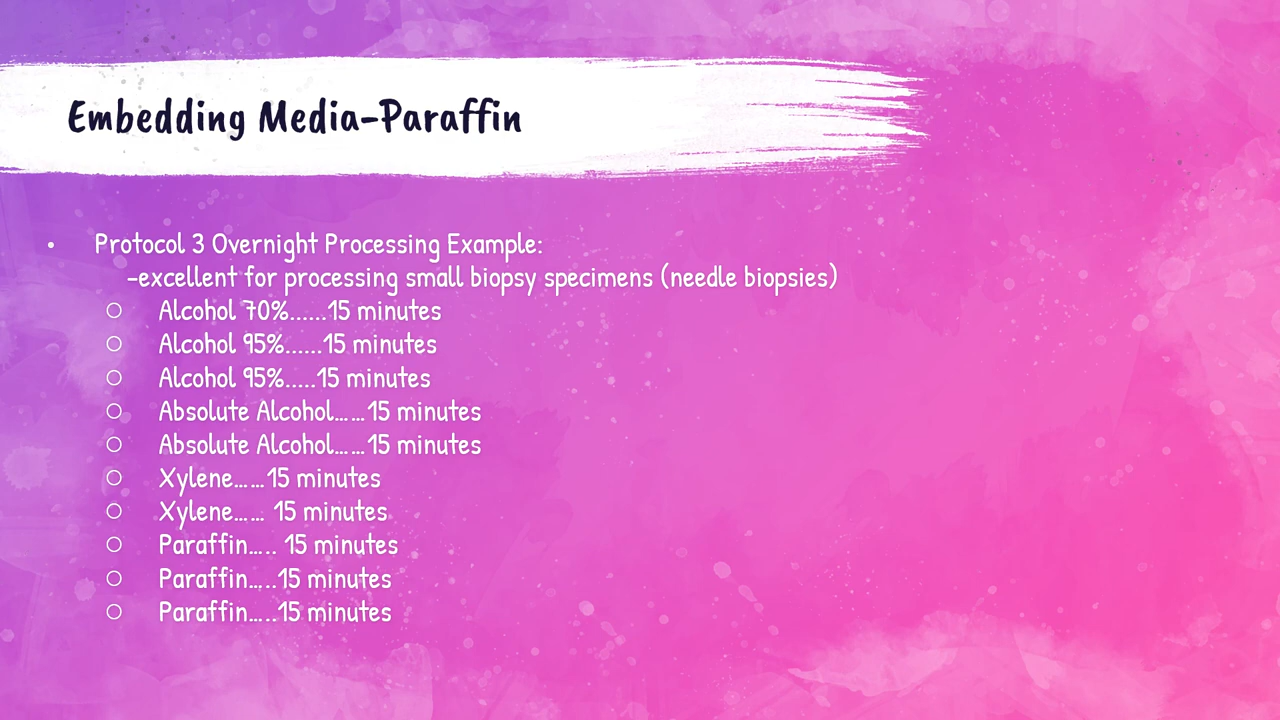 Embedding Media-Paraffin
• Protocol 3 Overnight Processing Example:
-excellent for processing small biopsy specimens (needle biopsies)
○ Alcohol 70%......15 minutes
○ Alcohol 95%......15 minutes
○ Alcohol 95%.....15 minutes
○ Absolute Alcohol……15 minutes
○ Absolute Alcohol……15 minutes
○ Xylene……15 minutes
○ Xylene…… 15 minutes
○ Paraffin….. 15 minutes
○ Paraffin…..15 minutes
○ Paraffin…..15 minutes